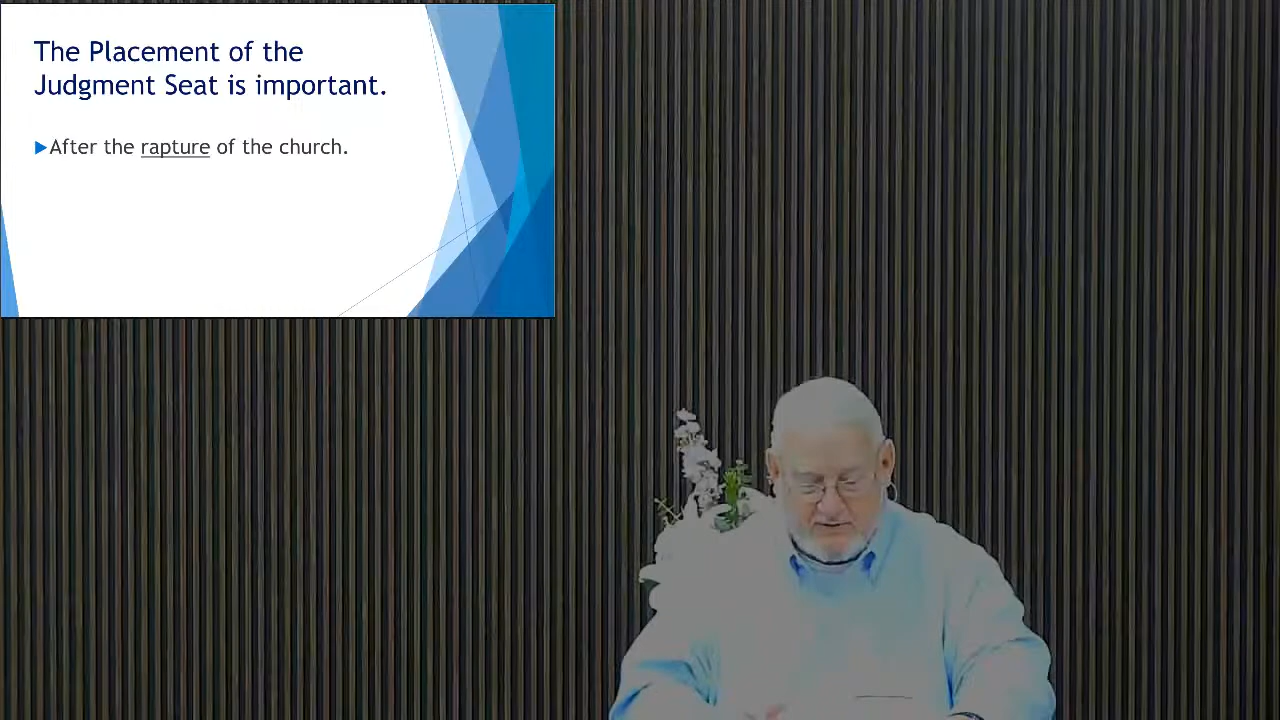 The Placement of the
Judgment Seat is important.
After the rapture of the church.